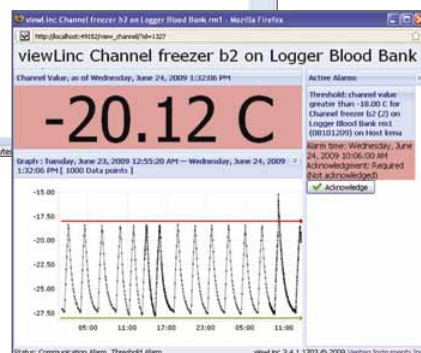 viewLinc Channel freezer b2 on Logger Blood Bank rm1 - Mozilla Firefox
http://localhost:49152/view_channel/?id=1327
viewLinc Channel freezer b2 on Logger Blood Bank
Channel Value, as of Wednesday, June 24, 2009 1:32:06 PM
-20.12 C
Graph : Tuesday, June 23, 2009 12:55:20 AM — Wednesday, June 24, 2009
1:32:06 PM [ 1000 Data points ]
-15.00
-17.50
-20.00
-22.50
-25.00
-27.50
05:00 11:00 17:00 23:00 05:00 11:00
Active Alarms
Threshold: channel value
greater than -18.00 C for
Channel freezer b2 (2) on
Logger Blood Bank rm1
(08101209) on Host kema
Alarm time: Wednesday, June
24, 2009 10:06:00 AM
Acknowledgment: Required
(Not acknowledged)
Acknowledge
Status: Communication Alarm, Threshold Alarm
© 2009 Veriteq Instruments